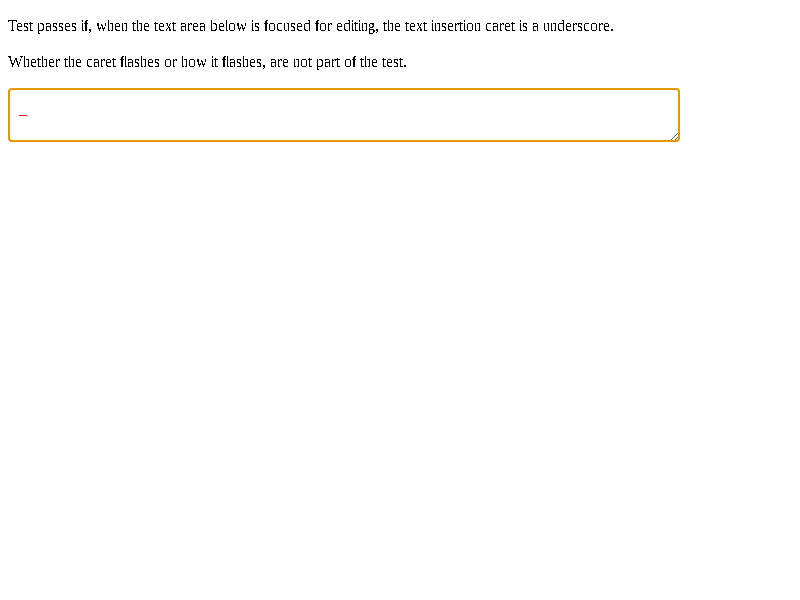 Test passes if, when the text area below is focused for editing, the text insertion caret is a underscore.
Whether the caret flashes or how it flashes, are not part of the test.